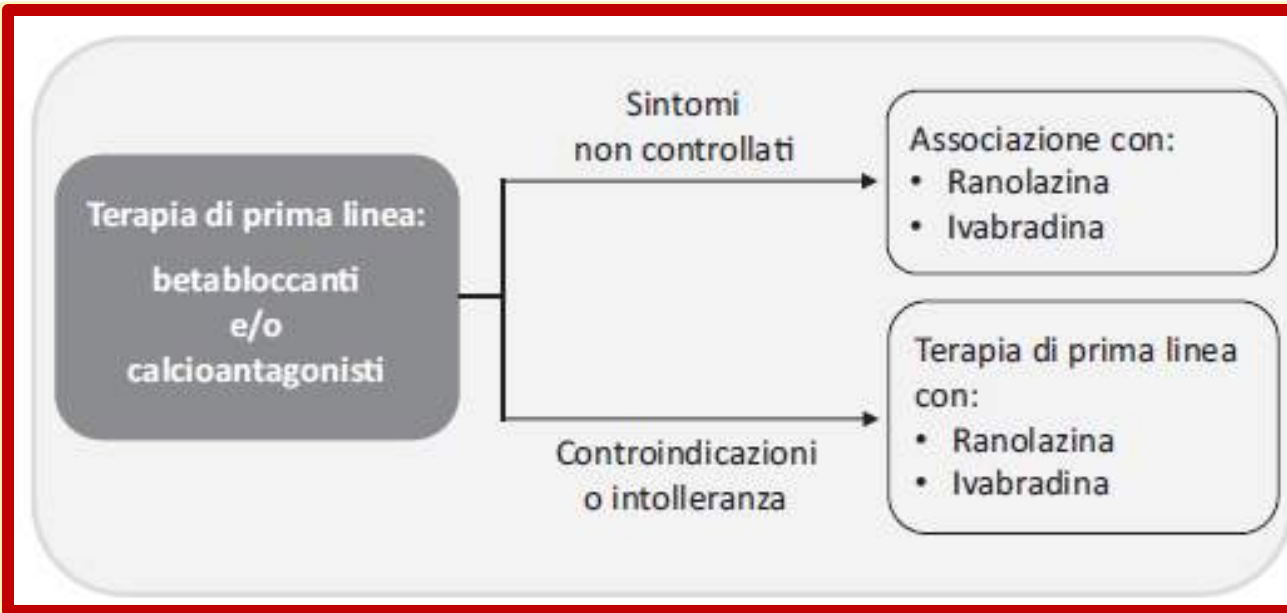 Terapia di prima linea:
betabloccanti
e/o
calcioantagonisti
Sintomi
non controllati
Associazione con:
• Ranolazina
• Ivabradina
Controindicazioni
o intolleranza
Terapia di prima linea
con:
• Ranolazina
• Ivabradina